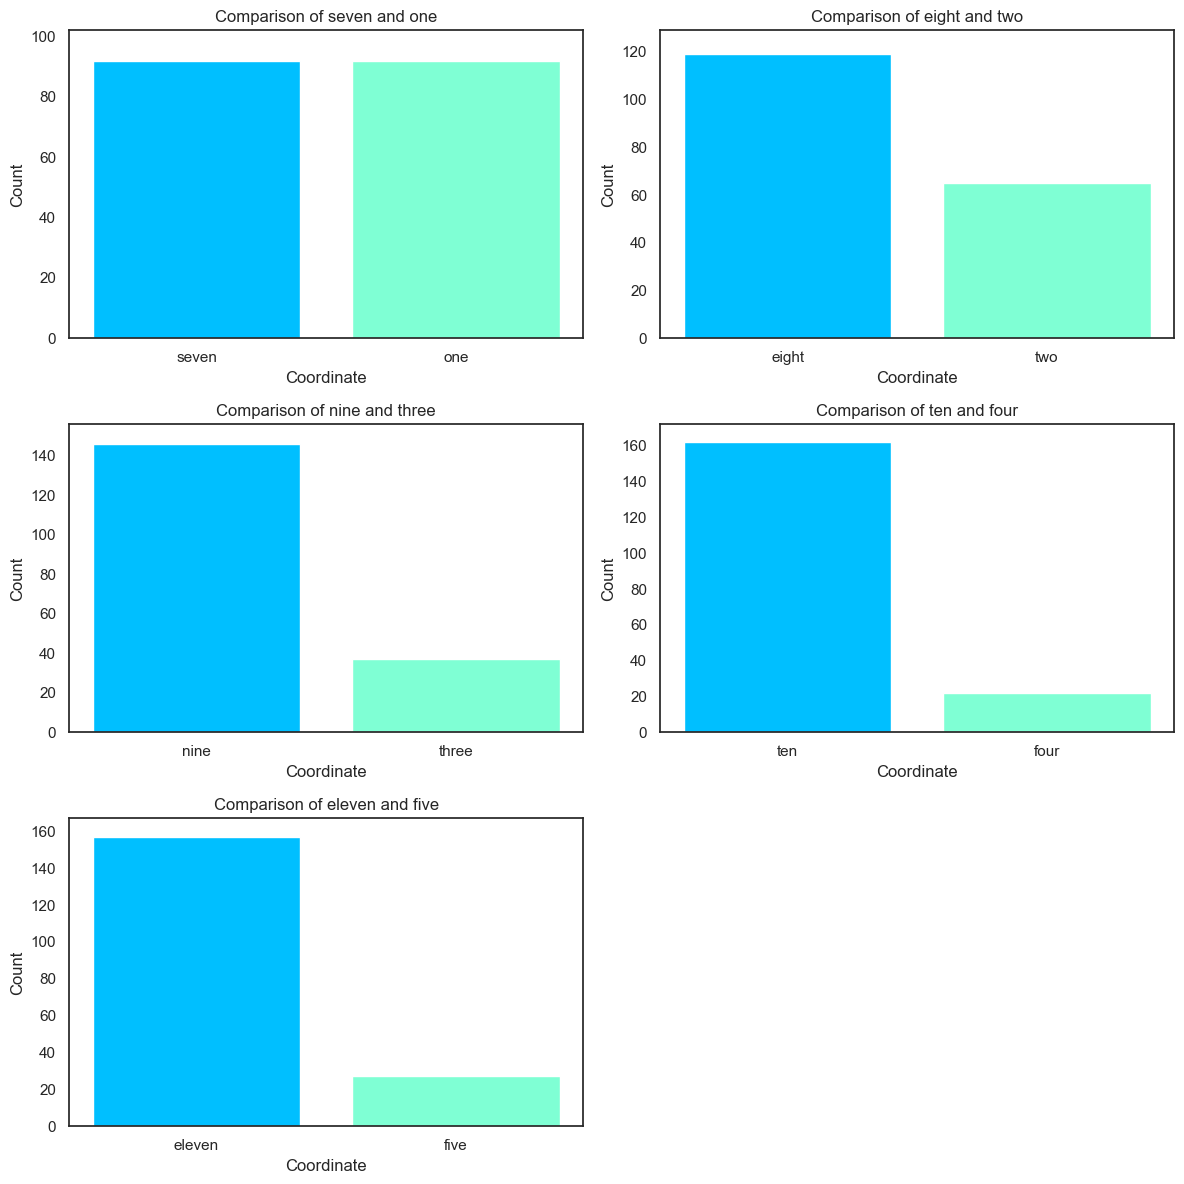 Comparison of seven and one
100
80
60
40
20
0
Count
seven one
Coordinate
Comparison of eight and two
120
100
80
60
40
20
0
Count
eight two
Coordinate
Comparison of nine and three
140
120
100
80
60
40
20
0
Count
nine three
Coordinate
Comparison of ten and four
160
140
120
100
80
60
40
20
0
Count
ten four
Coordinate
Comparison of eleven and five
160
140
120
100
80
60
40
20
0
Count
eleven five
Coordinate